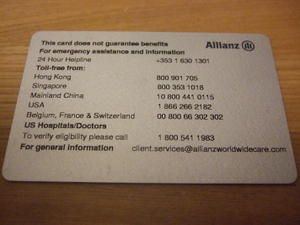 This card does not guarantee benefits
Allianz
For emergency assistance and information
24 Hour Helpline +353 1 630 1301
Toll-free from:
Hong Kong 800 901 705
Singapore 800 353 1018
Mainland China 10 800 441 0115
USA 1 866 266 2182
Belgium, France & Switzerland 00 800 66 302 302
US Hospitals/Doctors
To verify eligibility please call 1 800 541 1983
For general information client.services@allianzworldwidecare.com